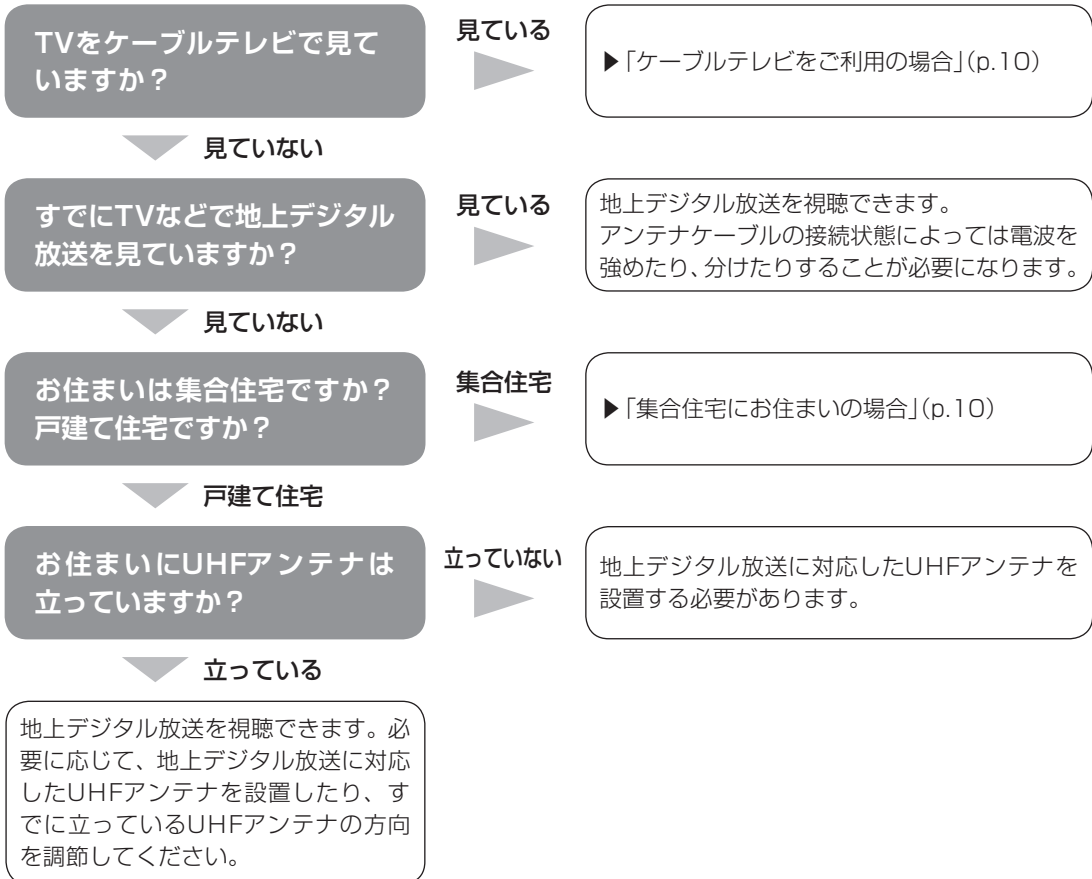 TVをケーブルテレビで見て
いますか？
見ている
▶「ケーブルテレビをご利用の場合」(p.10)
見ていない
すでにTVなどで地上デジタル
放送を見ていますか？
見ている
地上デジタル放送を視聴できます。
アンテナケーブルの接続状態によっては電波を
強めたり、分けたりすることが必要になります。
見ていない
お住まいは集合住宅ですか？
戸建て住宅ですか？
集合住宅
▶「集合住宅にお住まいの場合」(p.10)
戸建て住宅
お住まいにUHFアンテナは
立っていますか？
立っていない
地上デジタル放送に対応したUHFアンテナを
設置する必要があります。
立っている
地上デジタル放送を視聴できます。必
要に応じて、地上デジタル放送に対応
したUHFアンテナを設置したり、す
でに立っているUHFアンテナの方向
を調節してください。